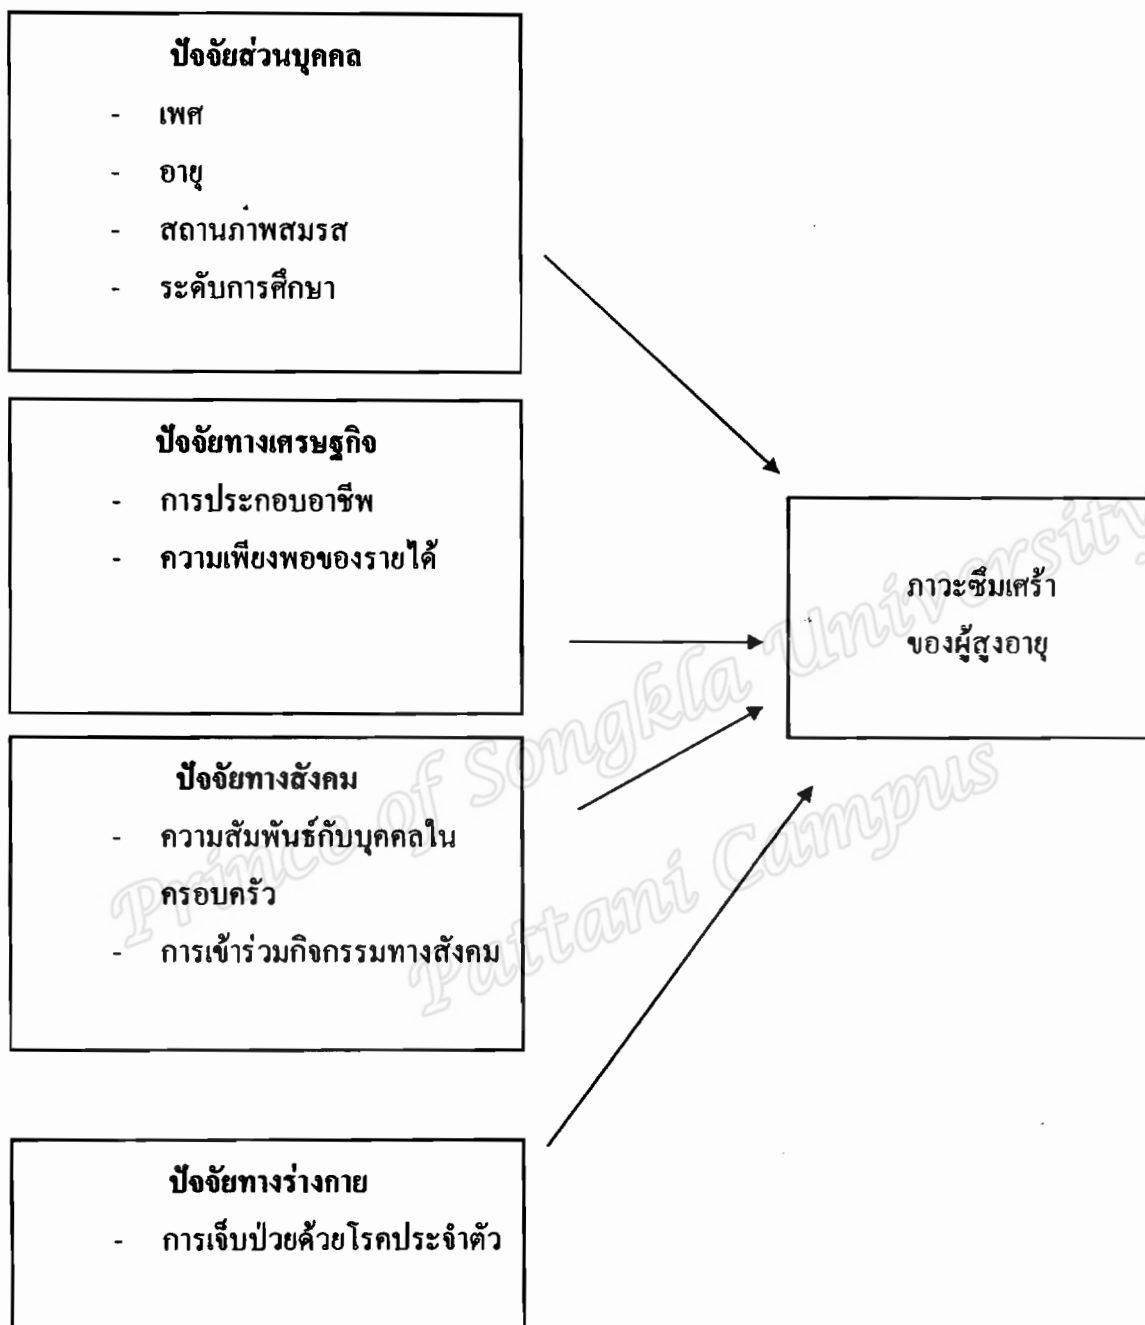 ปัจจัยส่วนบุคคล
- เพศ
- อายุ
- สถานภาพสมรส
- ระดับการศึกษา
ปัจจัยทางเศรษฐกิจ
- การประกอบอาชีพ
- ความเพียงพอของรายได้
ปัจจัยทางสังคม
- ความสัมพันธ์กับบุคคลใน
ครอบครัว
- การเข้าร่วมกิจกรรมทางสังคม
ปัจจัยทางร่างกาย
- การเจ็บป่วยด้วยโรคประจำตัว
ภาวะซึมเศร้า
ของผู้สูงอายุ
Prince of Songkla University
Pattani Campus